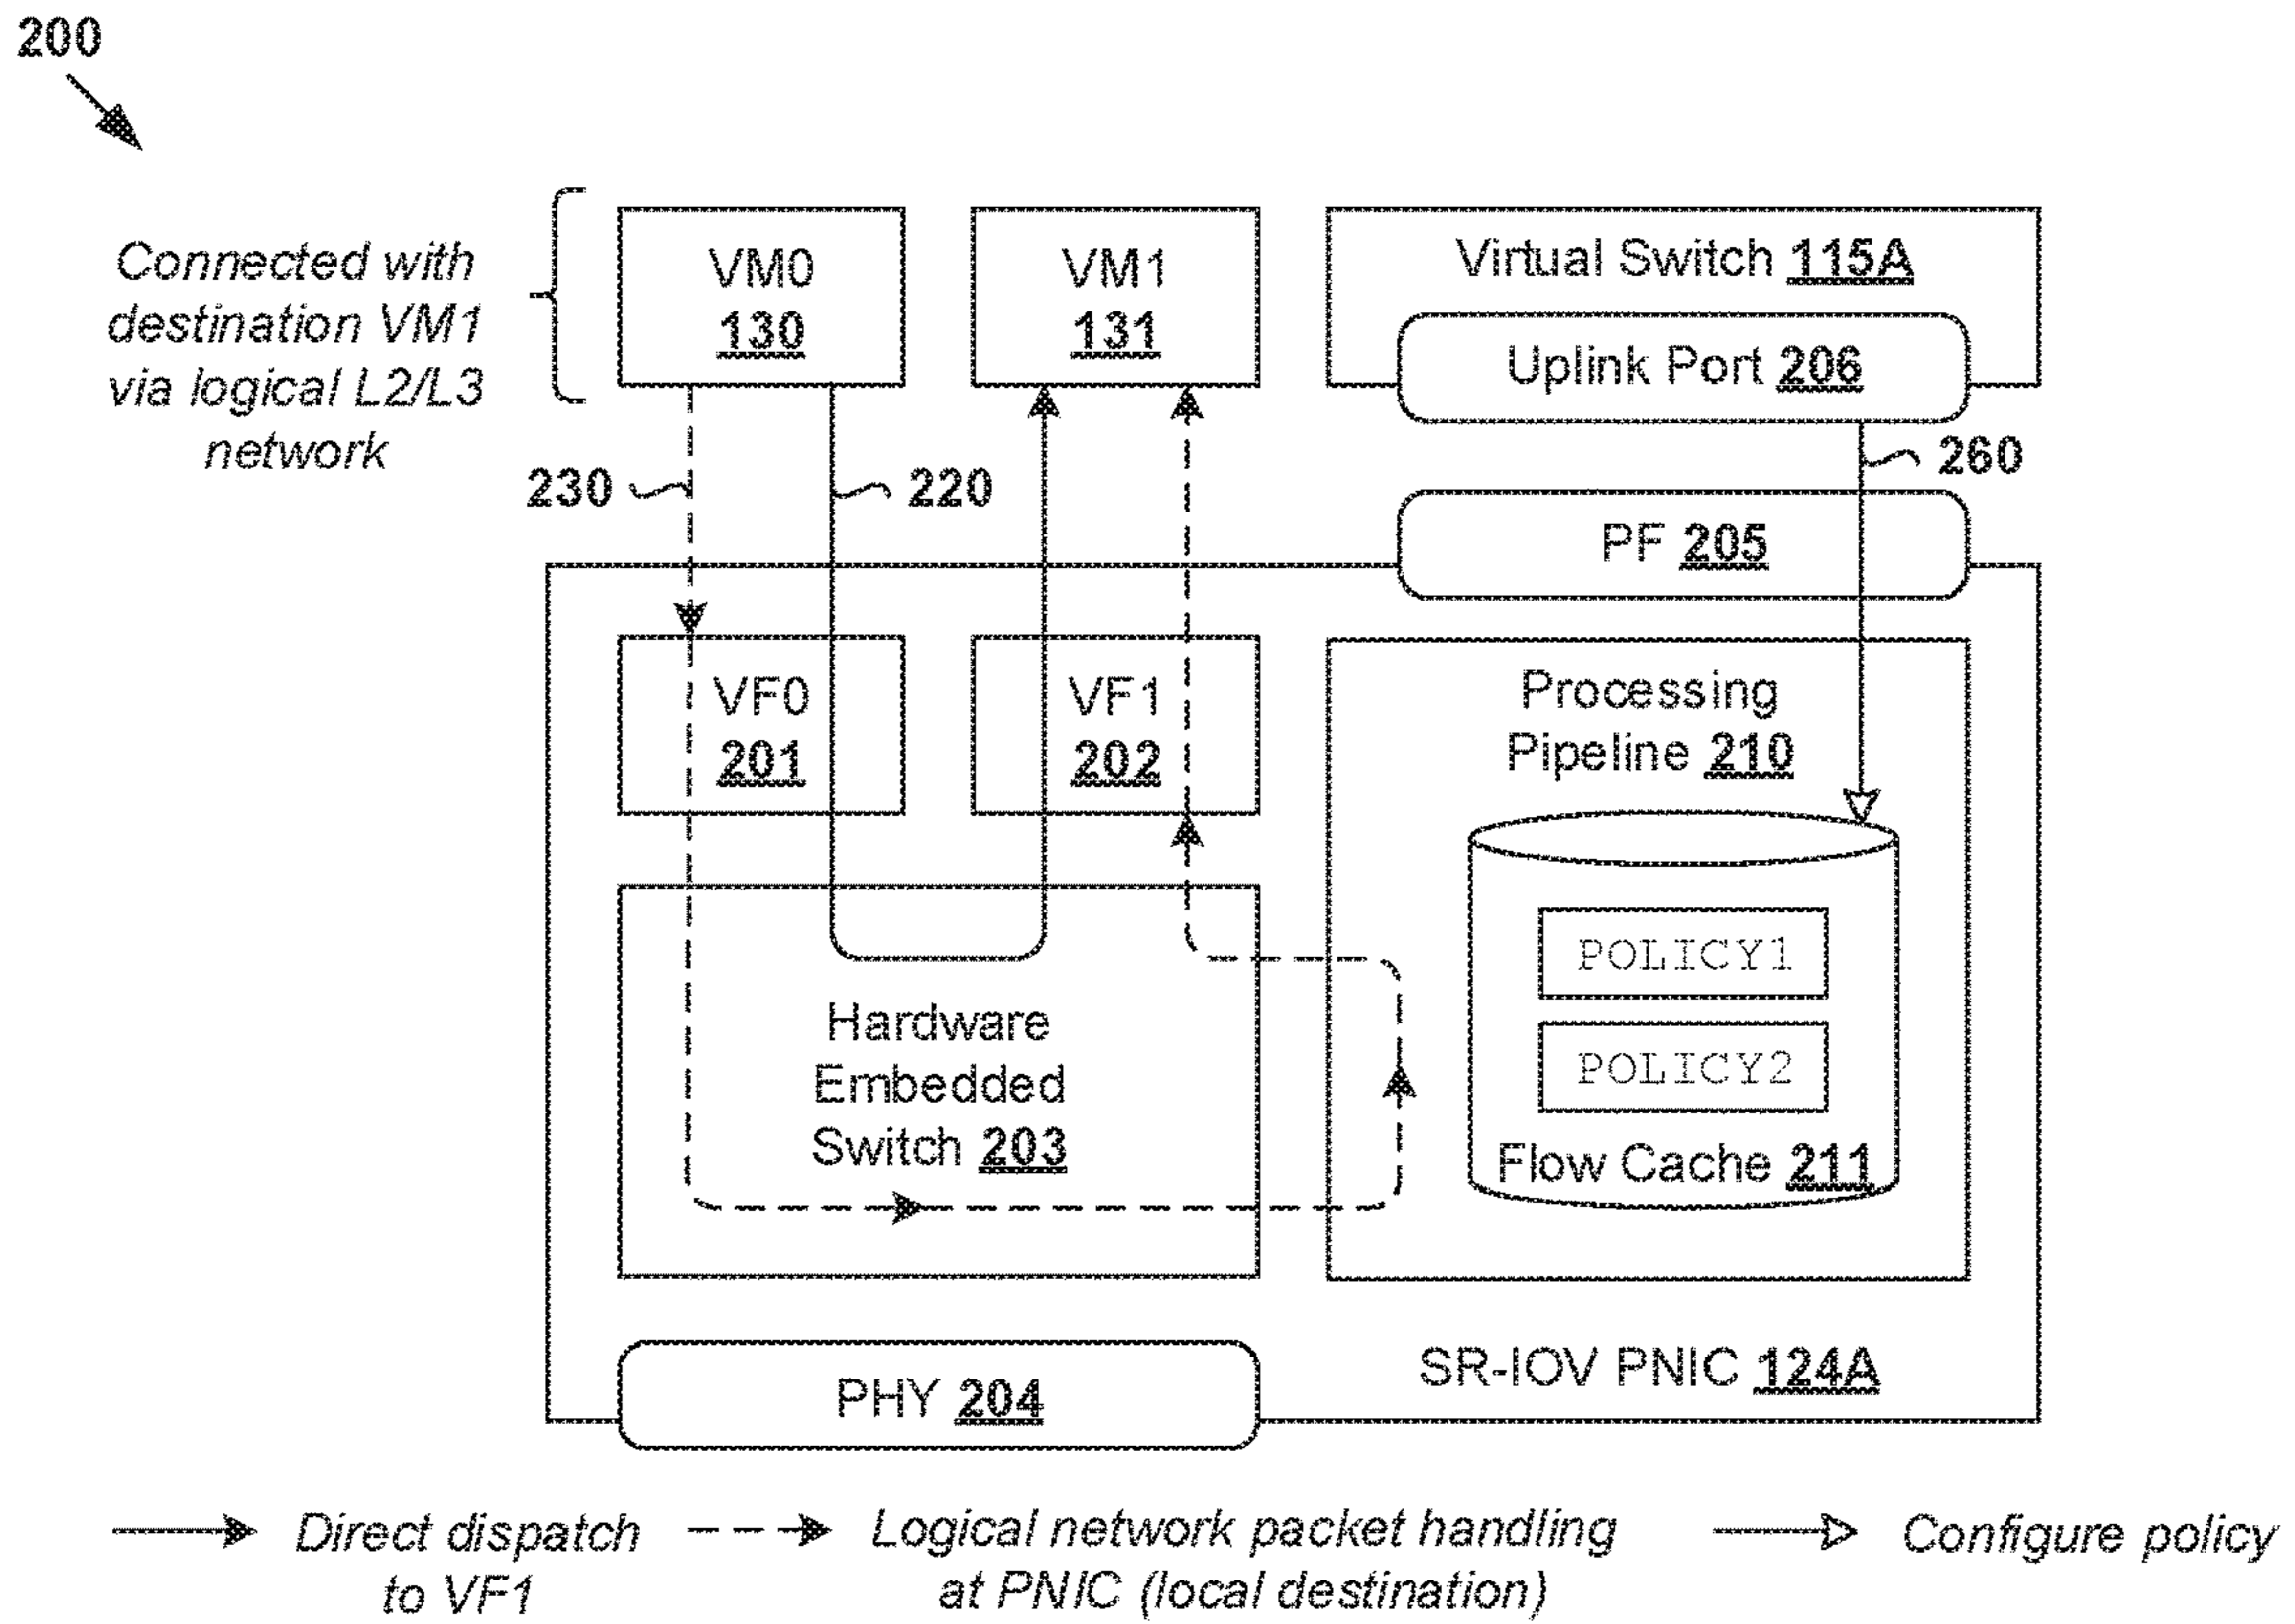 200
Connected with
destination VM1
via logical L2/L3
network
VM0
130
VM1
131
Virtual Switch 115A
Uplink Port 206
230
220
260
PF 205
VF0
201
VF1
202
Processing
Pipeline 210
POLICY1
POLICY2
Flow Cache 211
Hardware
Embedded
Switch 203
PHY 204
SR-IOV PNIC 124A
Direct dispatch
to VF1
Logical network packet handling
at PNIC (local destination)
Configure policy